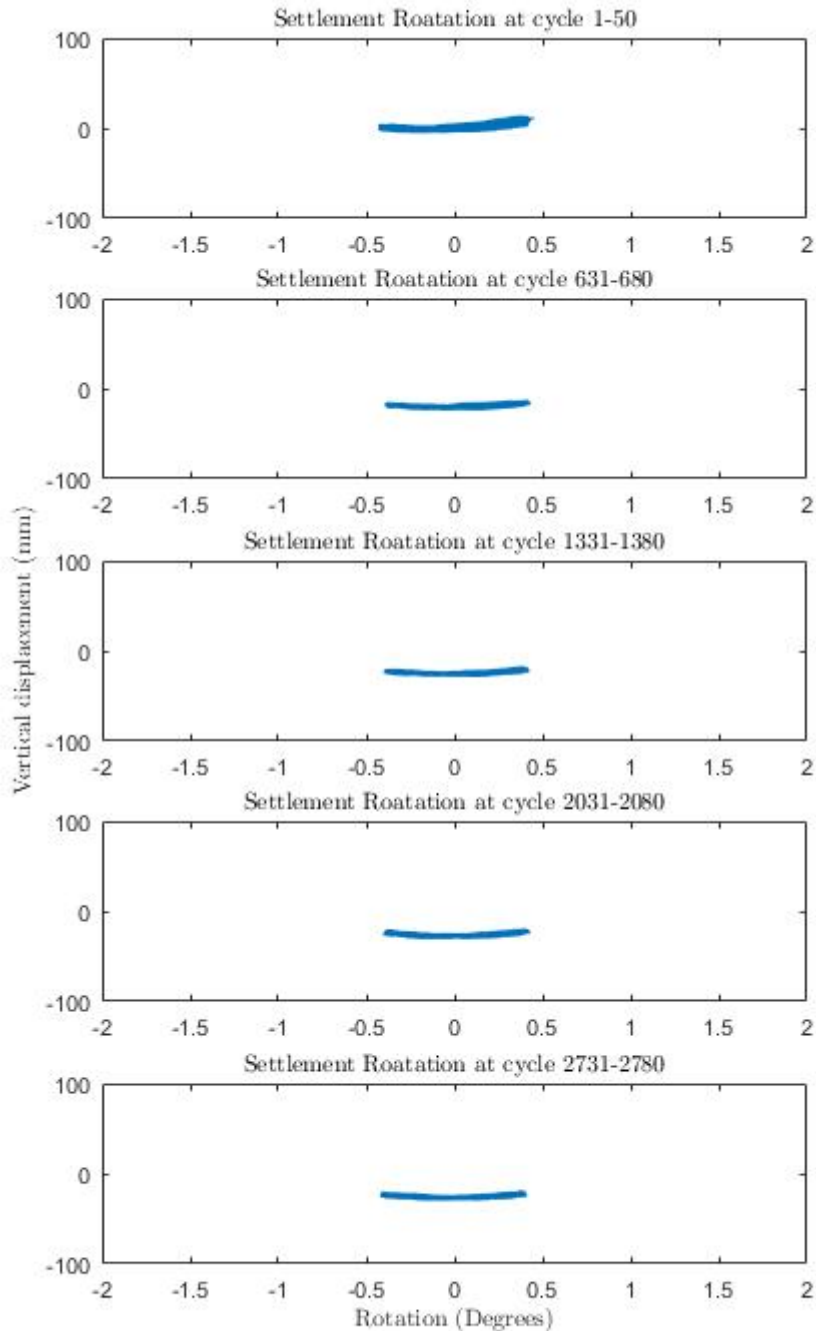 Settlement Roatation at cycle 1-50
100
0
-100
-2 -1.5 -1 -0.5 0 0.5 1 1.5 2
Settlement Roatation at cycle 631-680
100
0
-100
-2 -1.5 -1 -0.5 0 0.5 1 1.5 2
Settlement Roatation at cycle 1331-1380
100
0
-100
-2 -1.5 -1 -0.5 0 0.5 1 1.5 2
Settlement Roatation at cycle 2031-2080
100
0
-100
-2 -1.5 -1 -0.5 0 0.5 1 1.5 2
Settlement Roatation at cycle 2731-2780
100
0
-100
-2 -1.5 -1 -0.5 0 0.5 1 1.5 2
Vertical displacement (mm)
Rotation (Degrees)